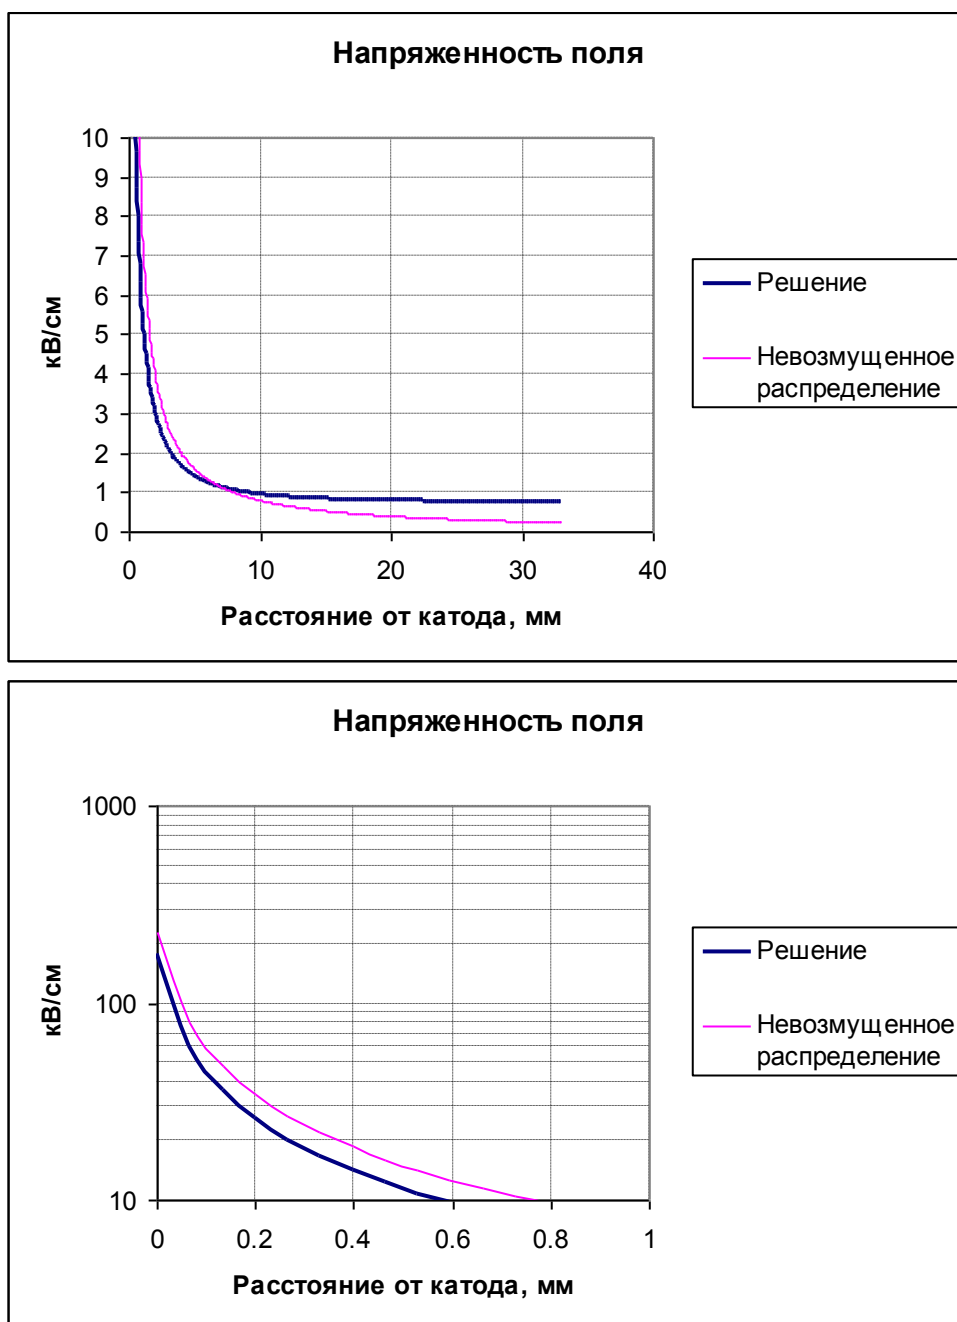 Напряженность поля
10
9
8
7
6
5
4
3
2
1
0
кВ/см
0 10 20 30 40
Расстояние от катода, мм
Решение
Невозмущенное
распределение
Напряженность поля
1000
100
10
кВ/см
0 0.2 0.4 0.6 0.8 1
Расстояние от катода, мм
Решение
Невозмущенное
распределение